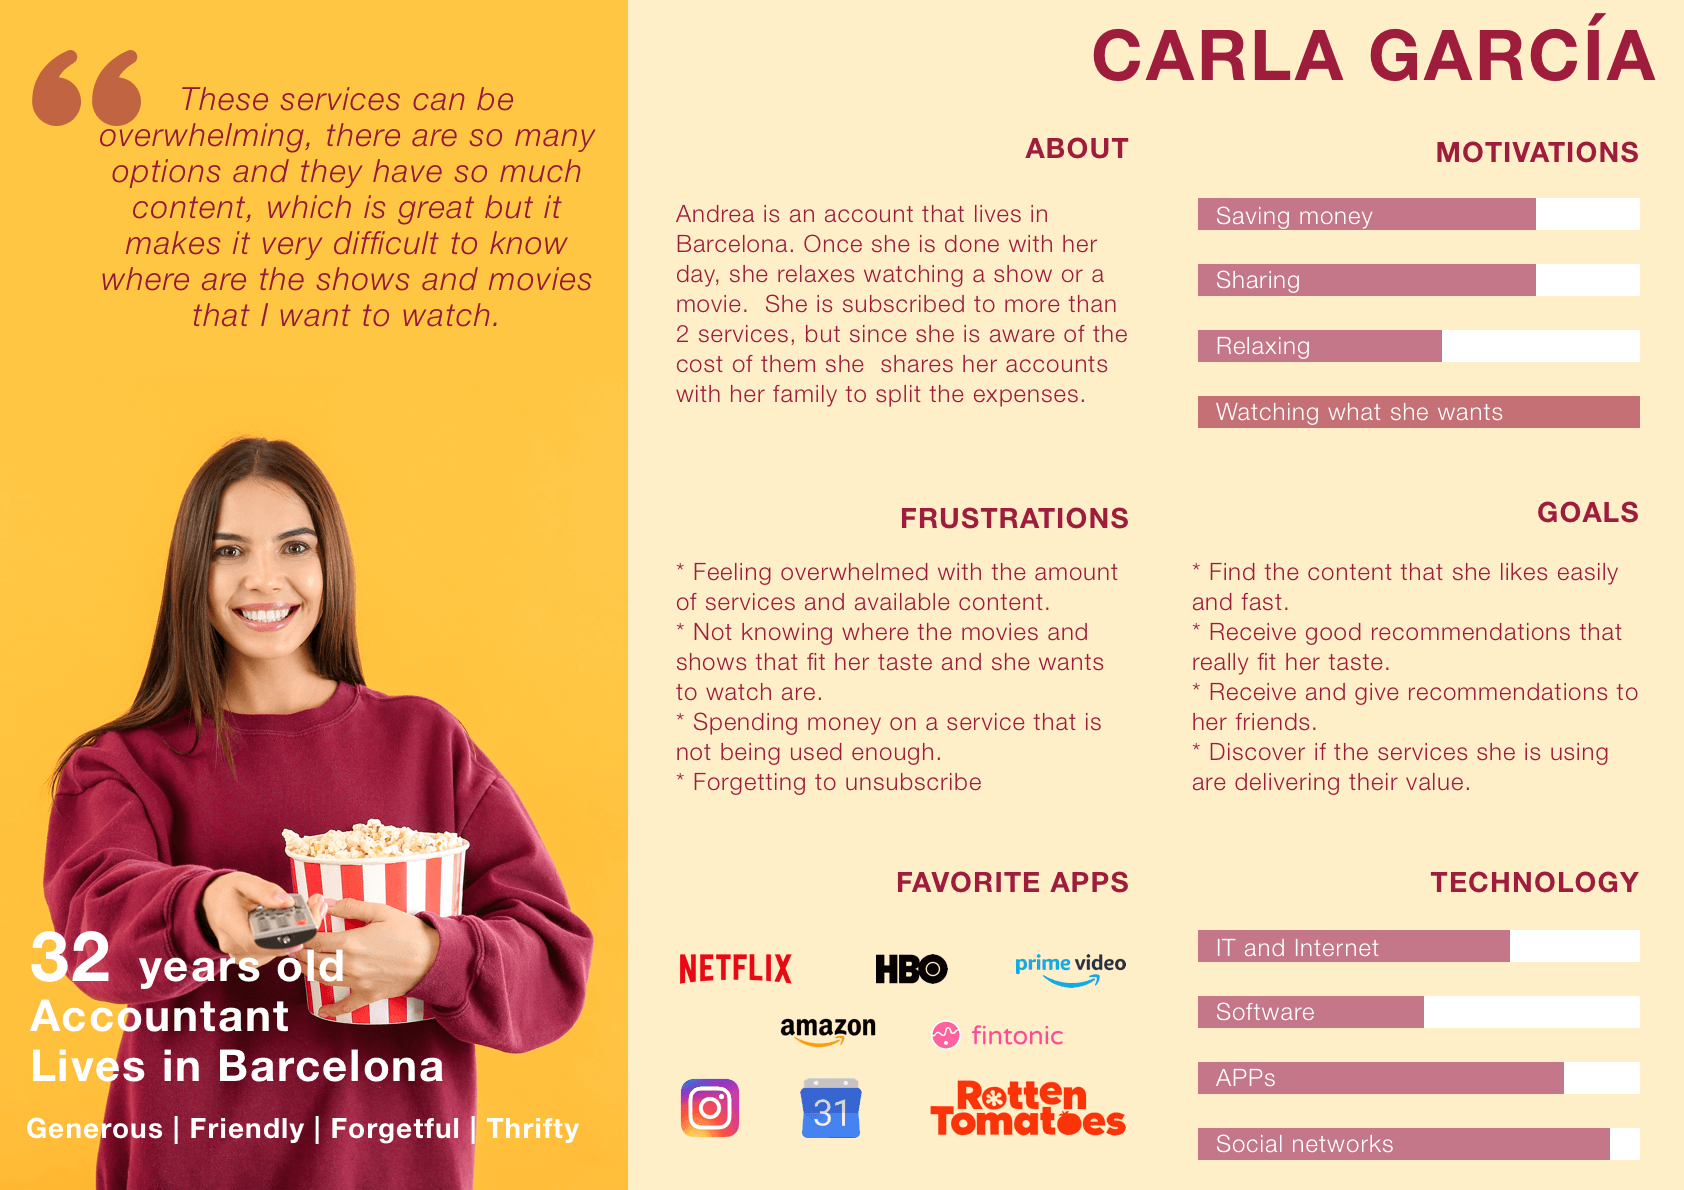 CARLA GARCÍA
“
These services can be
overwhelming, there are so many
options and they have so much
content, which is great but it
makes it very difficult to know
where are the shows and movies
that I want to watch.
32 years old
Accountant
Lives in Barcelona
Generous | Friendly | Forgetful | Thrifty
ABOUT
Andrea is an account that lives in
Barcelona. Once she is done with her
day, she relaxes watching a show or a
movie.  She is subscribed to more than
2 services, but since she is aware of the
cost of them she  shares her accounts
with her family to split the expenses.
MOTIVATIONS
Saving money
Sharing
Relaxing
Watching what she wants
FRUSTRATIONS
* Feeling overwhelmed with the amount
of services and available content.
* Not knowing where the movies and
shows that fit her taste and she wants
to watch are.
* Spending money on a service that is
not being used enough.
* Forgetting to unsubscribe
GOALS
* Find the content that she likes easily
and fast.
* Receive good recommendations that
really fit her taste.
* Receive and give recommendations to
her friends.
* Discover if the services she is using
are delivering their value.
FAVORITE APPS
NETFLIX HBO prime video
amazon fintonic
31 Rotten
Tomatoes
TECHNOLOGY
IT and Internet
Software
APPs
Social networks